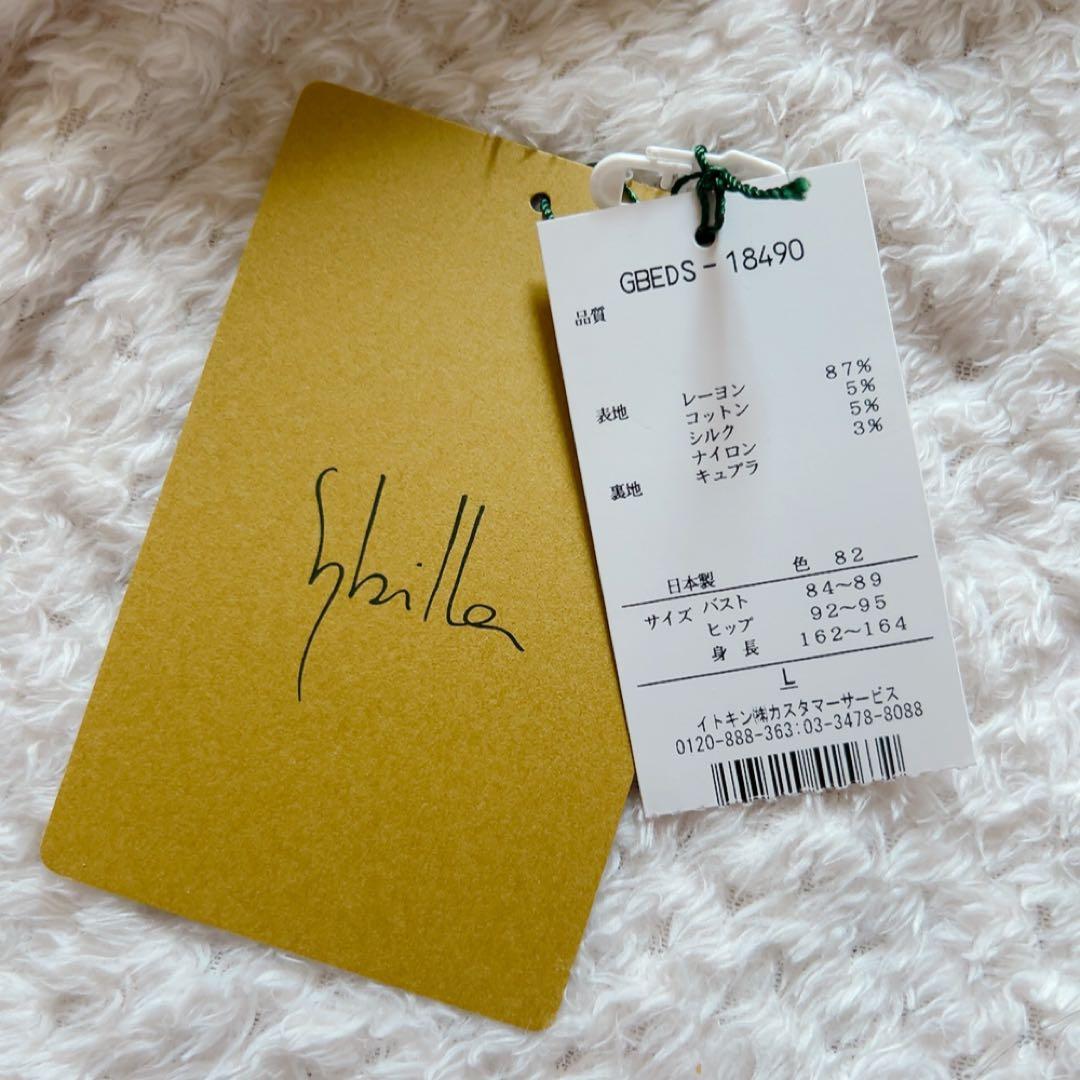 Sybilla
GBEDS-18490
品質
表地 レーヨン 87%
コットン 5%
シルク 5%
ナイロン 3%
裏地 キュプラ
日本製 色 82
サイズ バスト 84〜89
ヒップ 92〜95
身長 162〜164
L
イトキン㈱カスタマーサービス
0120-888-363:03-3478-8088